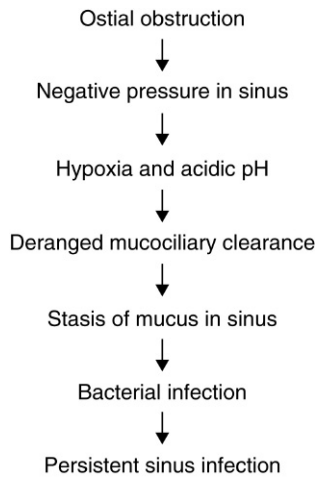 Ostial obstruction
Negative pressure in sinus
Hypoxia and acidic pH
Deranged mucociliary clearance
Stasis of mucus in sinus
Bacterial infection
Persistent sinus infection